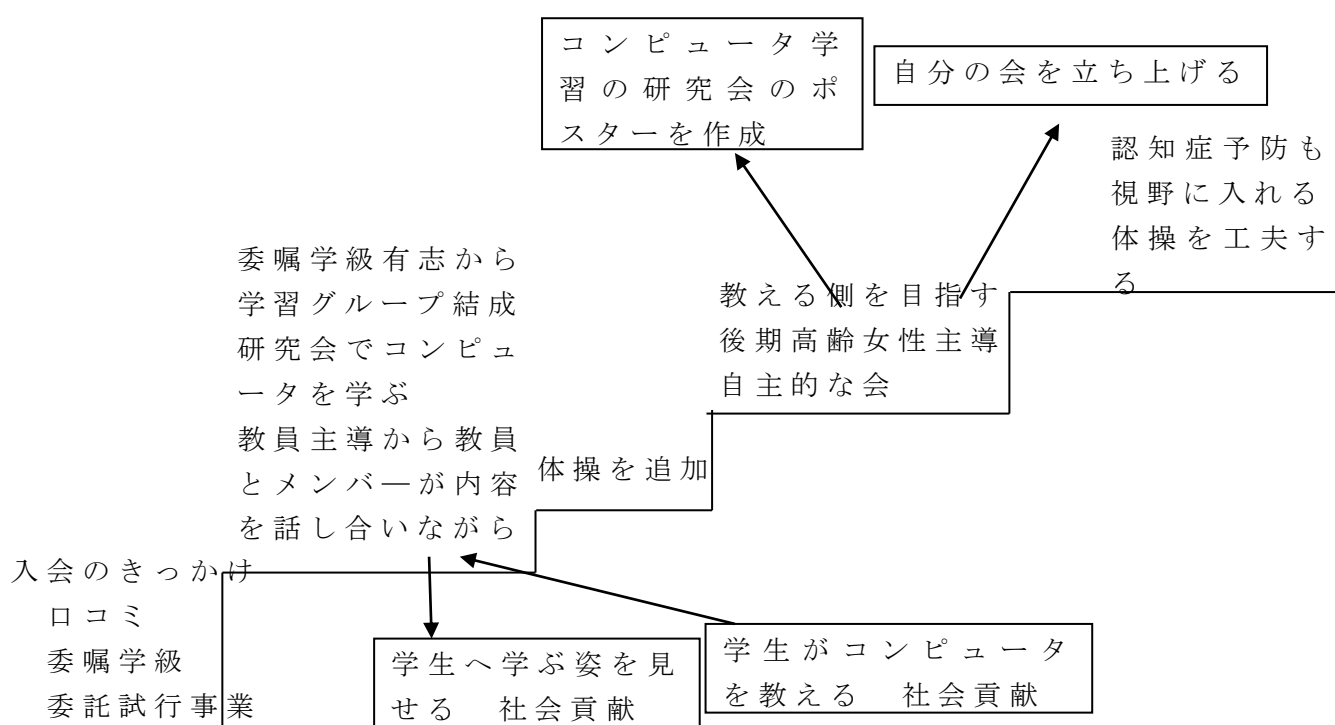 コンピュータ学
習の研究会のポ
スターを作成
自分の会を立ち上げる
認知症予防も
視野に入れる
体操を工夫す
る
委嘱学級有志から
学習グループ結成
研究会でコンピュ
ータを学ぶ
教員主導から教員
とメンバ―が内容
を話し合いながら
教える側を目指す
後期高齢女性主導
自主的な会
体操を追加
入会のきっかけ
口コミ
委嘱学級
委託試行事業
学生へ学ぶ姿を見
せる　社会貢献
学生がコンピュータ
を教える　社会貢献